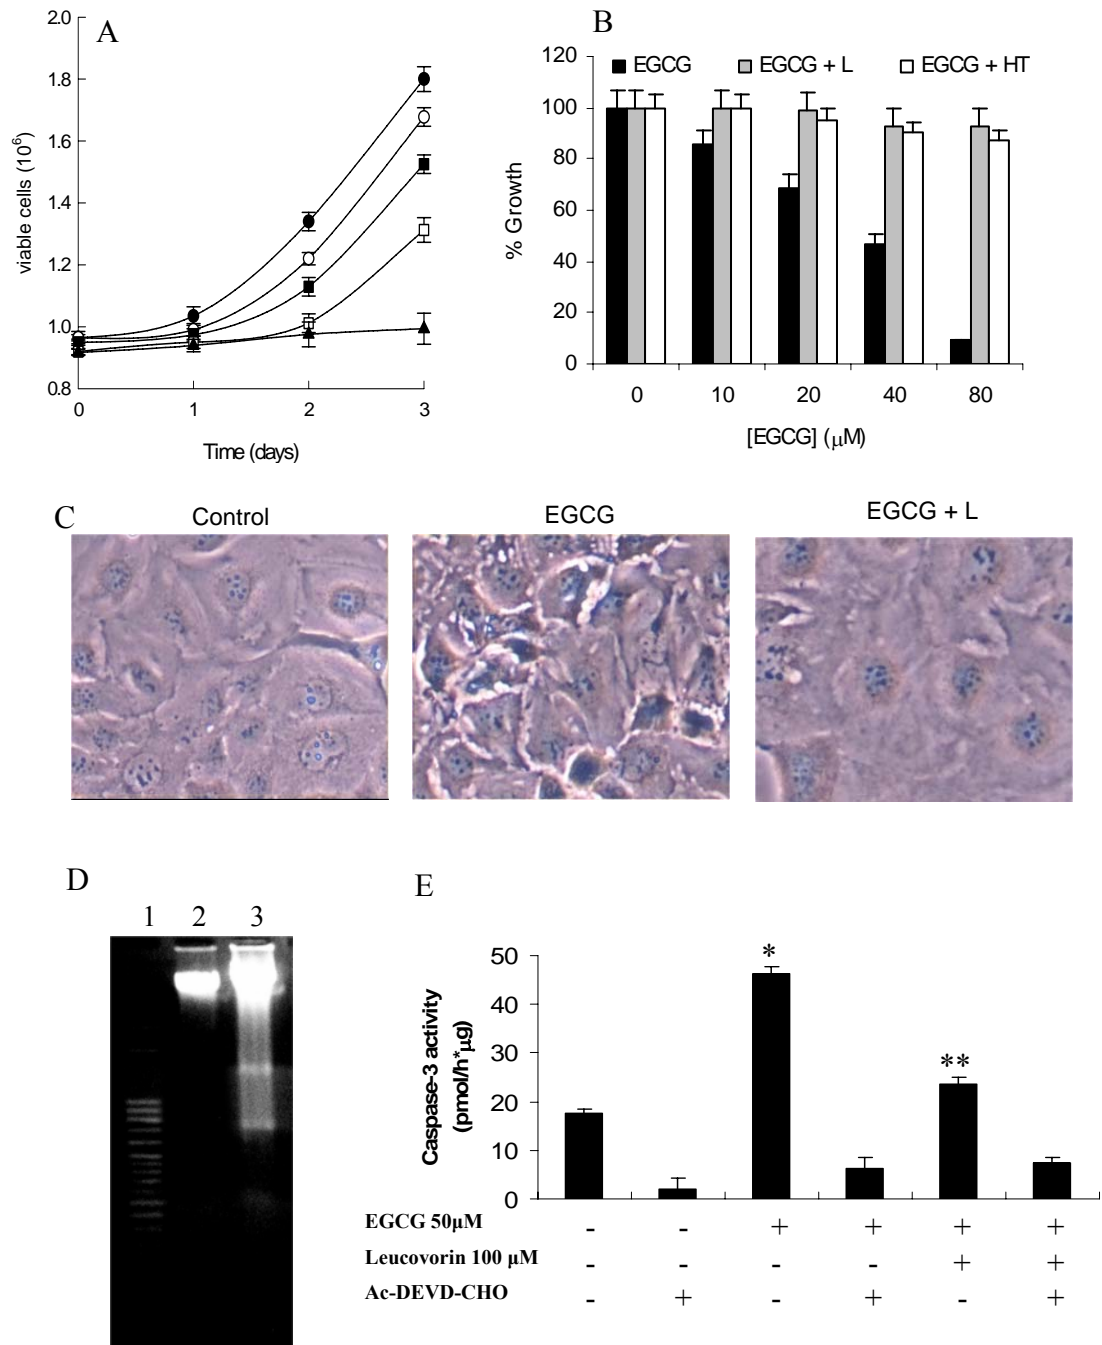 A
2.0
1.8
1.6
1.4
1.2
1.0
0.8
viable cells (10⁶)
0 1 2 3
Time (days)
B
EGCG EGCG + L EGCG + HT
120
100
80
60
40
20
0
% Growth
0 10 20 40 80
[EGCG] (μM)
C
Control EGCG EGCG + L
D
1 2 3
E
50
40
30
20
10
0
Caspase-3 activity
(pmol/h*μg)
* **
EGCG 50μM - - + + + +
Leucovorin 100 μM - - - - + +
Ac-DEVD-CHO - + - + - +